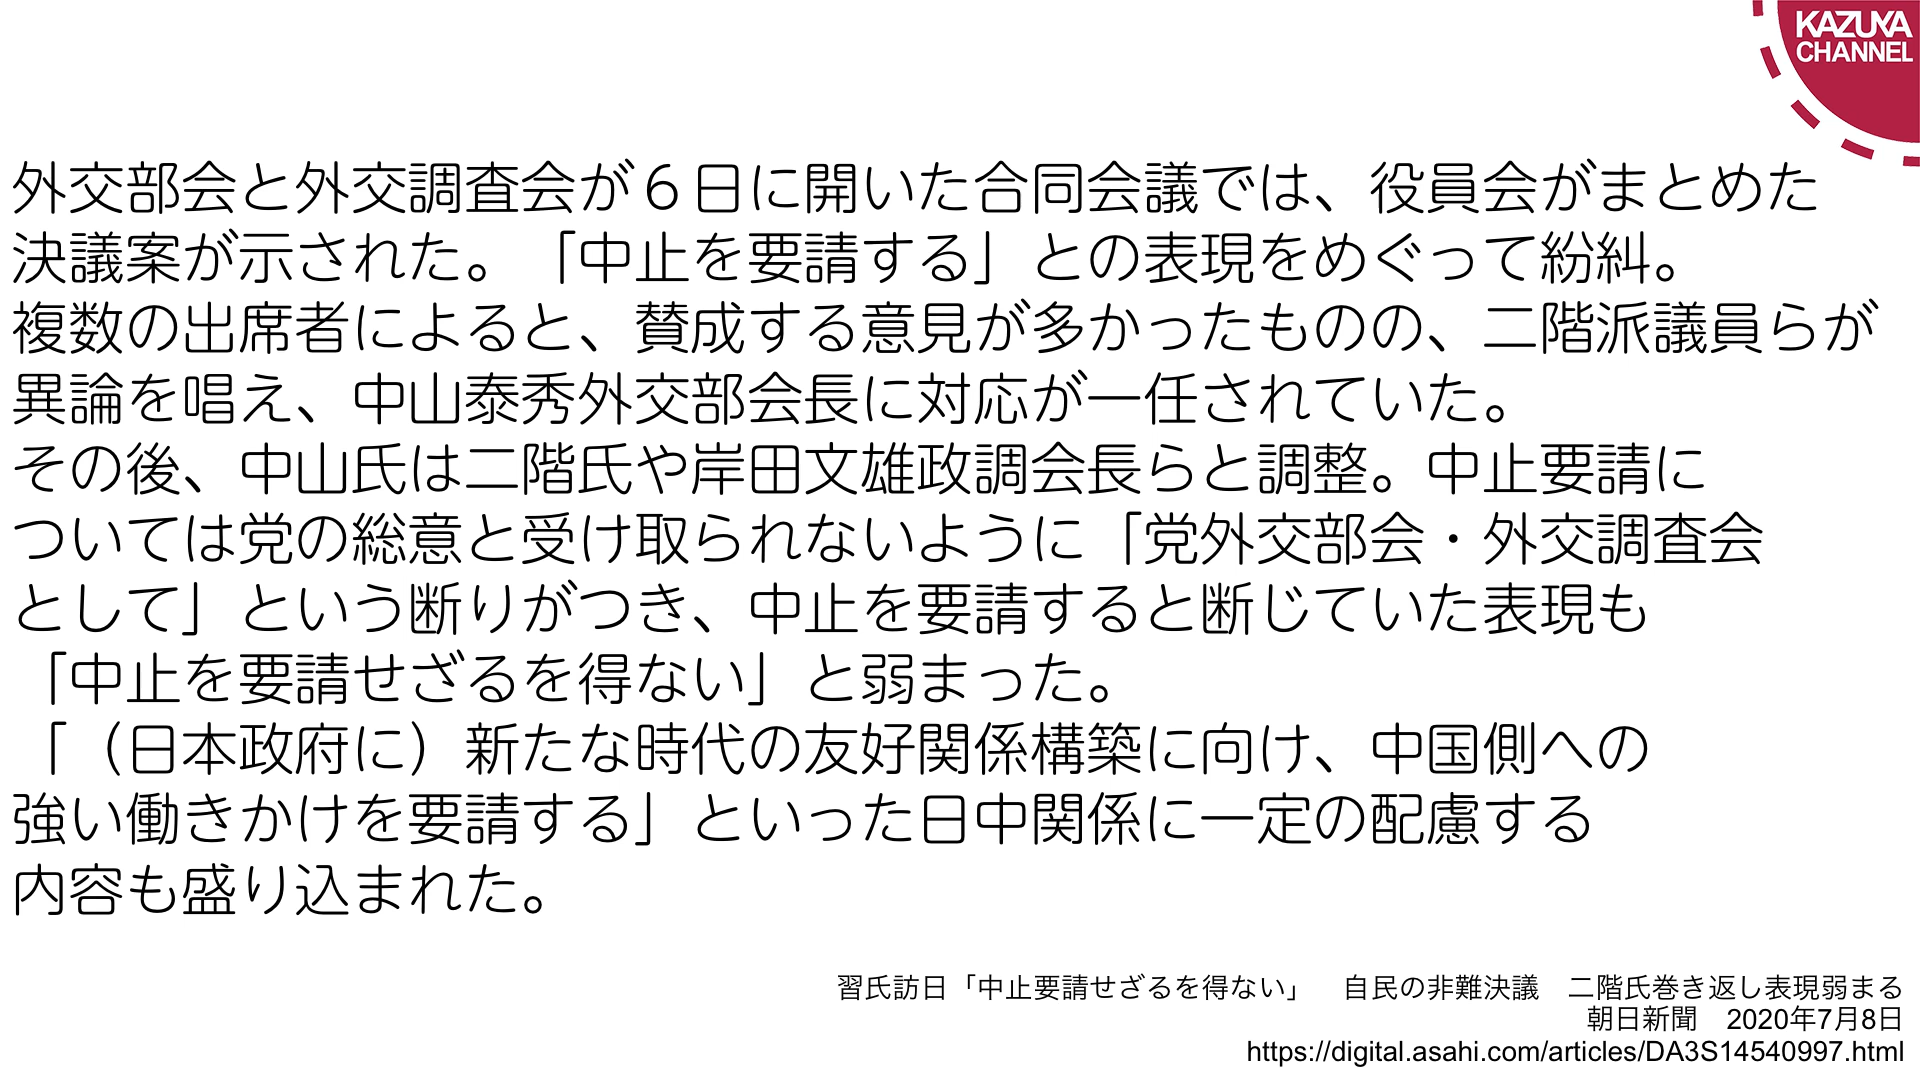 KAZUYA
CHANNEL
外交部会と外交調査会が６日に開いた合同会議では、役員会がまとめた
決議案が示された。「中止を要請する」との表現をめぐって紛糾。
複数の出席者によると、賛成する意見が多かったものの、二階派議員らが
異論を唱え、中山泰秀外交部会長に対応が一任されていた。
その後、中山氏は二階氏や岸田文雄政調会長らと調整。中止要請に
ついては党の総意と受け取られないように「党外交部会・外交調査会
として」という断りがつき、中止を要請すると断じていた表現も
「中止を要請せざるを得ない」と弱まった。
「（日本政府に）新たな時代の友好関係構築に向け、中国側への
強い働きかけを要請する」といった日中関係に一定の配慮する
内容も盛り込まれた。
習氏訪日「中止要請せざるを得ない」　自民の非難決議　二階氏巻き返し表現弱まる
朝日新聞　2020年7月8日
https://digital.asahi.com/articles/DA3S14540997.html